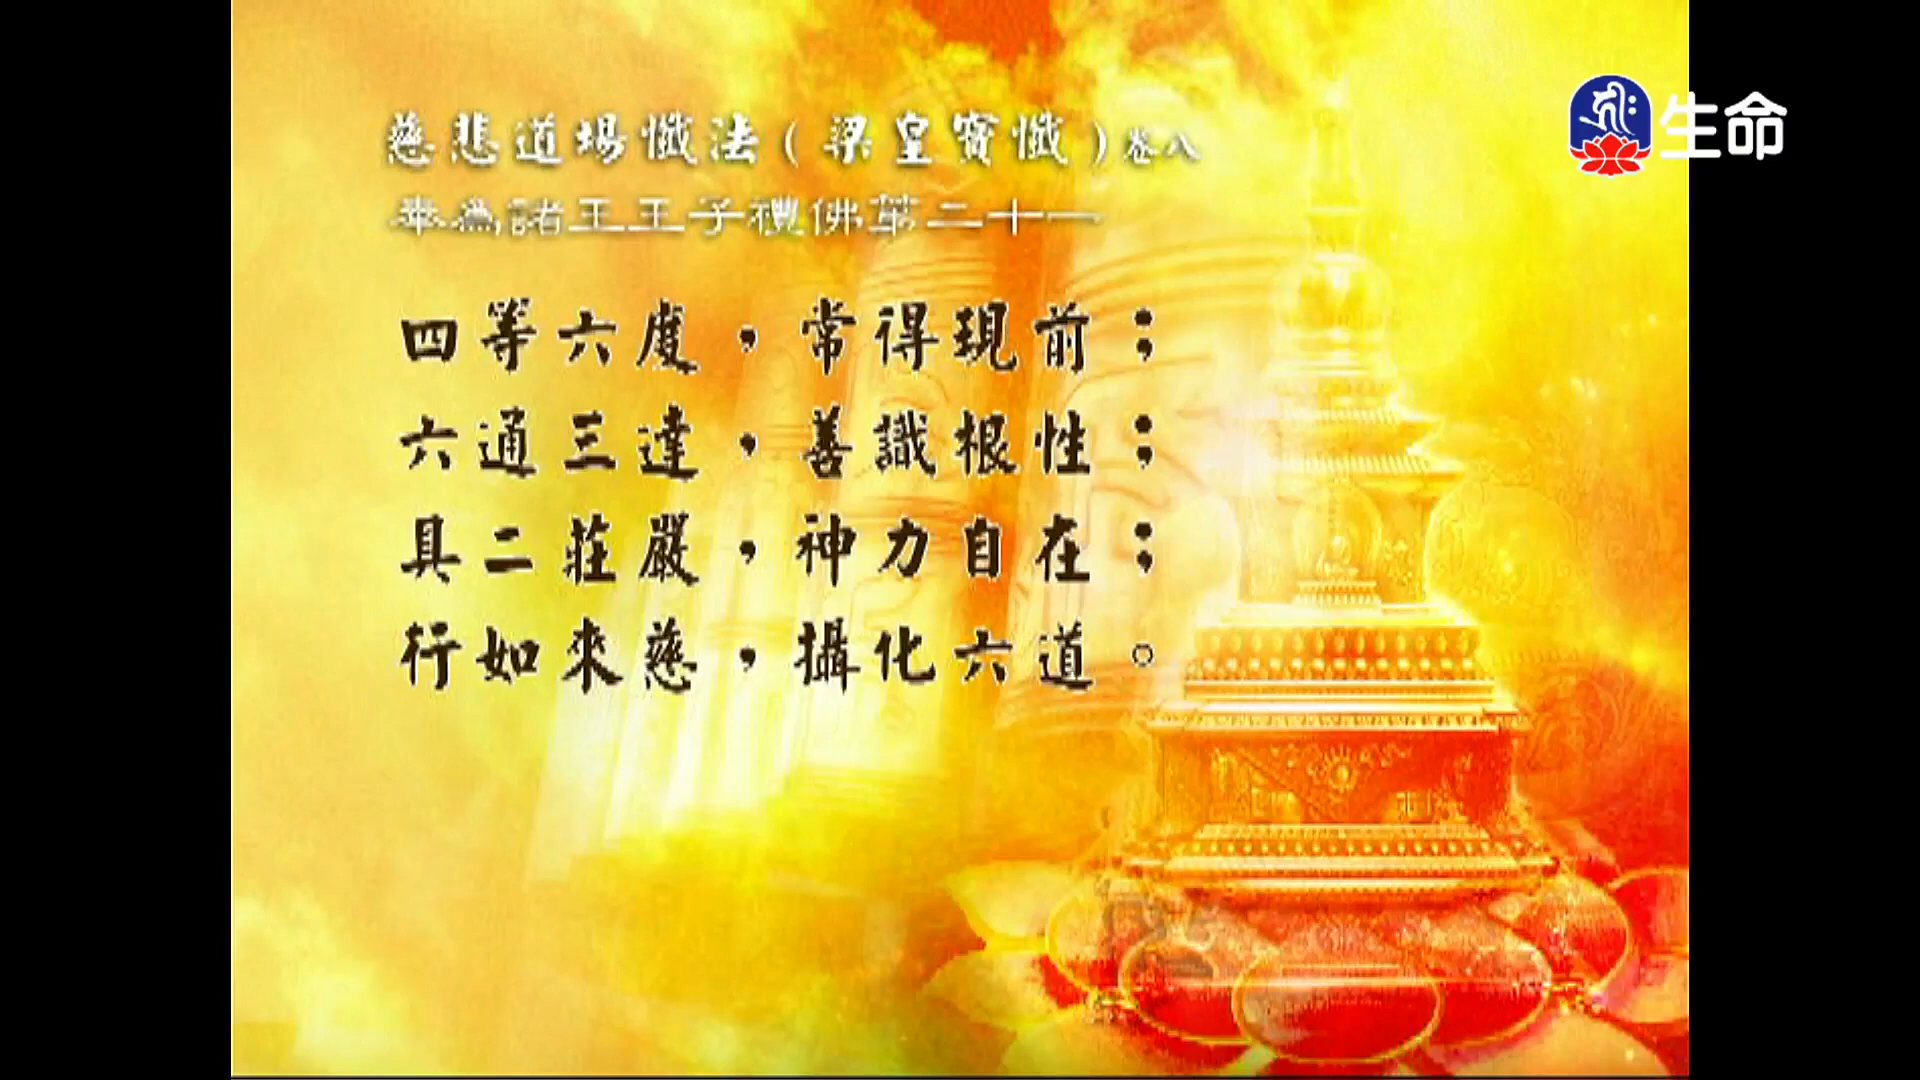 慈悲道場懺法(梁皇寶懺)卷八
生命
奉為諸王王子禮佛第二十一
四等六度，常得現前；
六通三達，善識根性；
具二莊嚴，神力自在；
行如來慈，攝化六道。